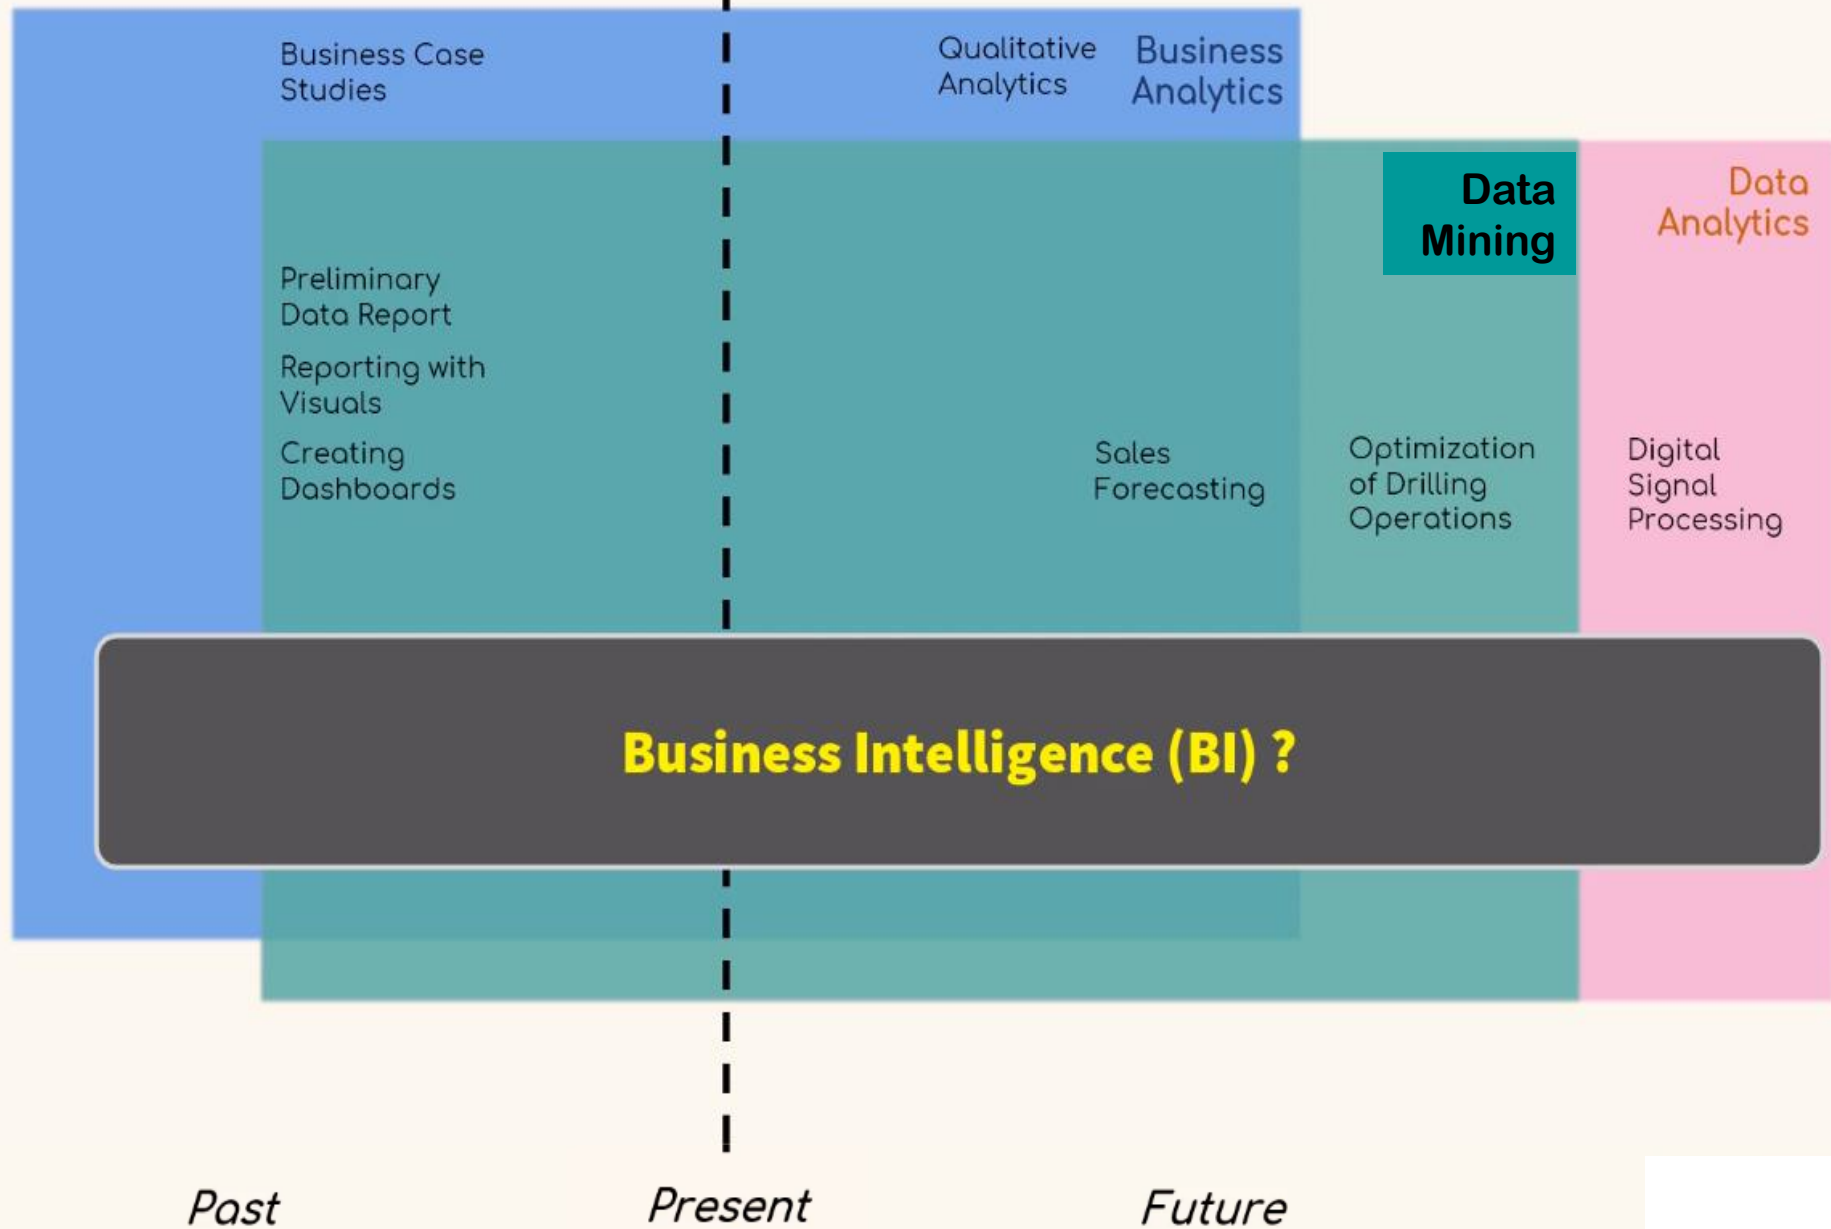 Business Case
Studies
Qualitative
Analytics
Business
Analytics
Data
Mining
Data
Analytics
Preliminary
Data Report
Reporting with
Visuals
Creating
Dashboards
Sales
Forecasting
Optimization
of Drilling
Operations
Digital
Signal
Processing
Business Intelligence (BI) ?
Past
Present
Future